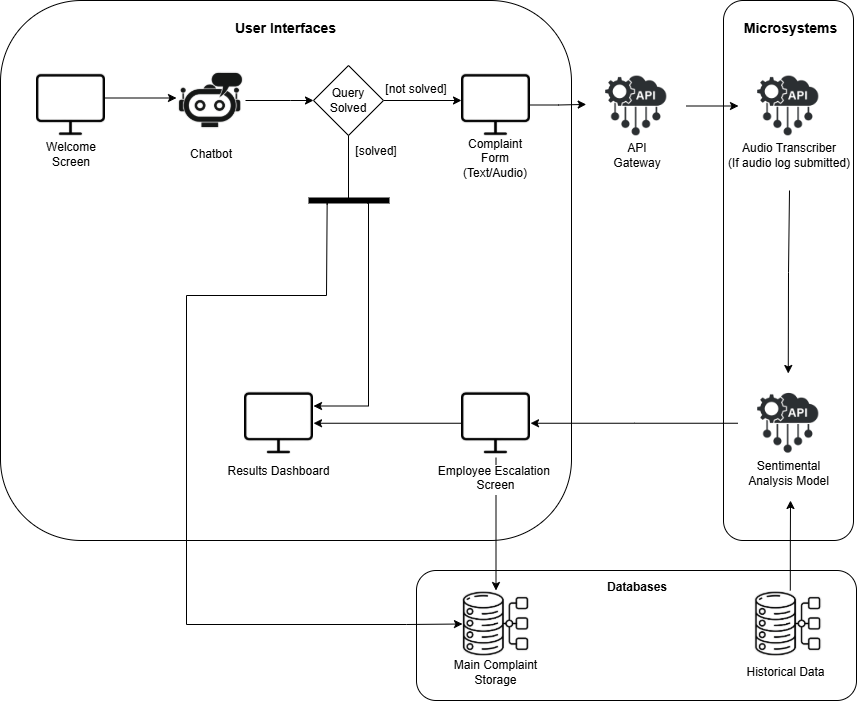 User Interfaces
Microsystems
Welcome
Screen
Chatbot
Query
Solved
[not solved]
[solved]
Complaint
Form
(Text/Audio)
API
API
Gateway
API
Audio Transcriber
(If audio log submitted)
Results Dashboard
Employee Escalation
Screen
API
Sentimental
Analysis Model
Databases
Main Complaint
Storage
Historical Data